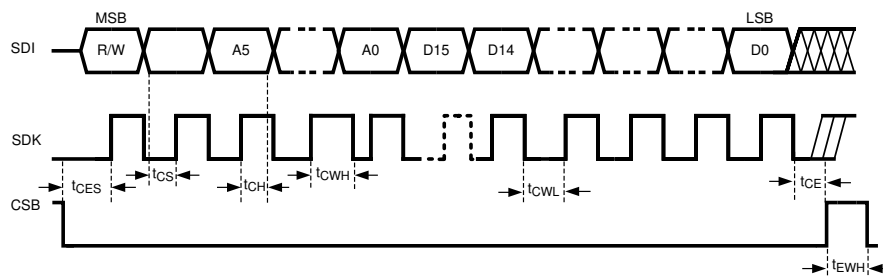 MSB LSB
SDI R/W A5 A0 D15 D14 D0
SDK
tCES tCS tCH tCWH tCWL tCE
CSB
tEWH